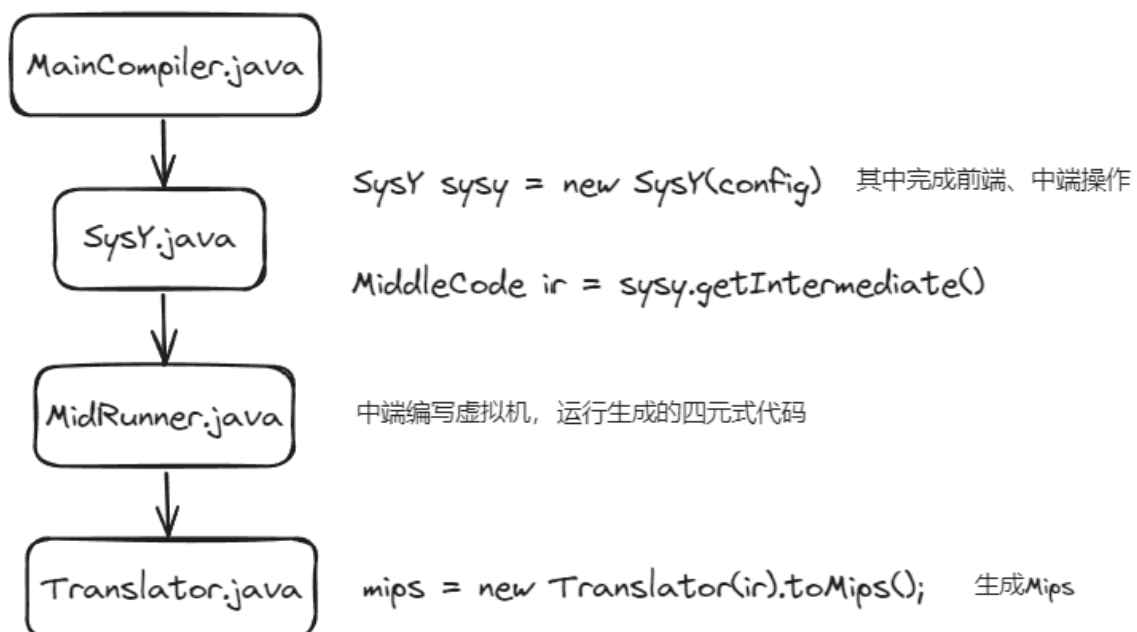 MainCompiler.java
SysY sysy = new SysY(config) 其中完成前端、中端操作
SysY.java
MiddleCode ir = sysy.getIntermediate()
MidRunner.java
中端编写虚拟机，运行生成的四元式代码
Translator.java
mips = new Translator(ir).toMips(); 生成Mips